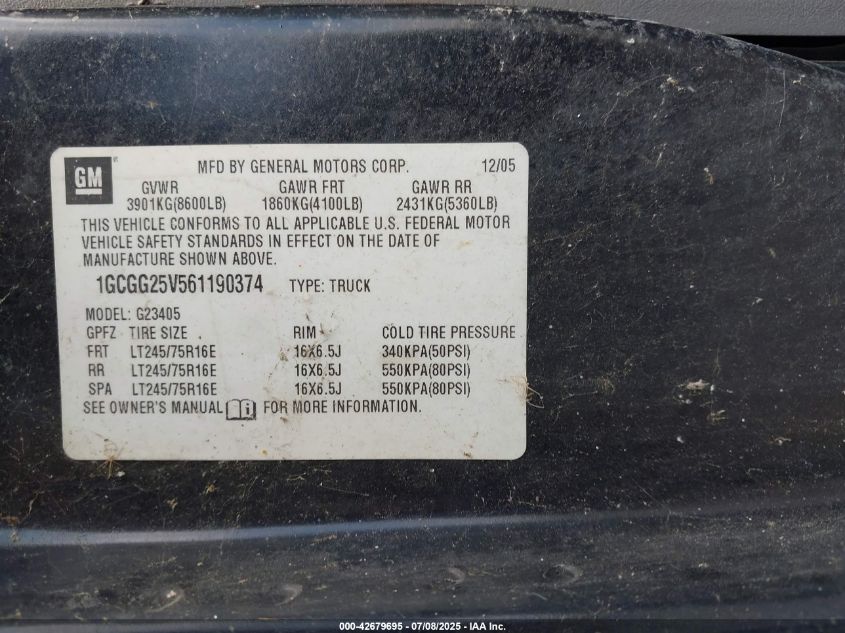 GM
MFD BY GENERAL MOTORS CORP. 12/05
GVWR GAWR FRT GAWR RR
3901KG(8600LB) 1860KG(4100LB) 2431KG(5360LB)
THIS VEHICLE CONFORMS TO ALL APPLICABLE U.S. FEDERAL MOTOR
VEHICLE SAFETY STANDARDS IN EFFECT ON THE DATE OF
MANUFACTURE SHOWN ABOVE.
1GCGG25V561190374 TYPE: TRUCK
MODEL: G23405
GPFZ TIRE SIZE RIM COLD TIRE PRESSURE
FRT LT245/75R16E 16X6.5J 340KPA(50PSI)
RR LT245/75R16E 16X6.5J 550KPA(80PSI)
SPA LT245/75R16E 16X6.5J 550KPA(80PSI)
SEE OWNER'S MANUAL FOR MORE INFORMATION.
000-42679695 - 07/08/2025 - IAA Inc.